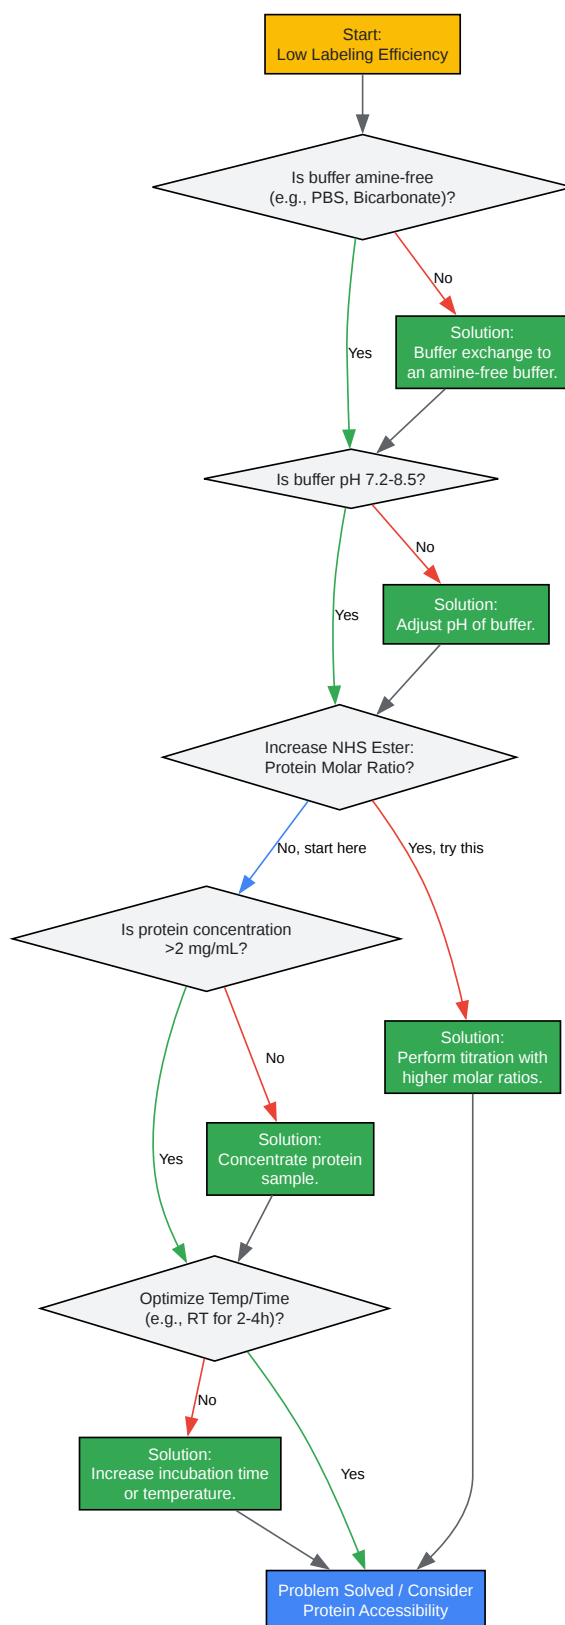 Start:
Low Labeling Efficiency
Is buffer amine-free
(e.g., PBS, Bicarbonate)?
No
Solution:
Buffer exchange to
an amine-free buffer.
Yes
Is buffer pH 7.2-8.5?
No
Solution:
Adjust pH of buffer.
Yes
Increase NHS Ester:
Protein Molar Ratio?
No, start here
Yes, try this
Is protein concentration
>2 mg/mL?
Solution:
Perform titration with
higher molar ratios.
No
Solution:
Concentrate protein
sample.
Yes
Optimize Temp/Time
(e.g., RT for 2-4h)?
No
Solution:
Increase incubation time
or temperature.
Yes
Problem Solved / Consider
Protein Accessibility